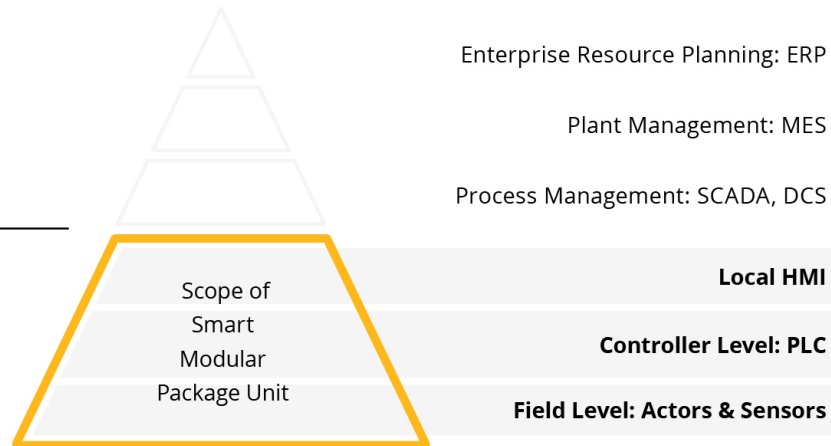 Enterprise Resource Planning: ERP
Plant Management: MES
Process Management: SCADA, DCS
Local HMI
Controller Level: PLC
Field Level: Actors & Sensors
Scope of
Smart
Modular
Package Unit